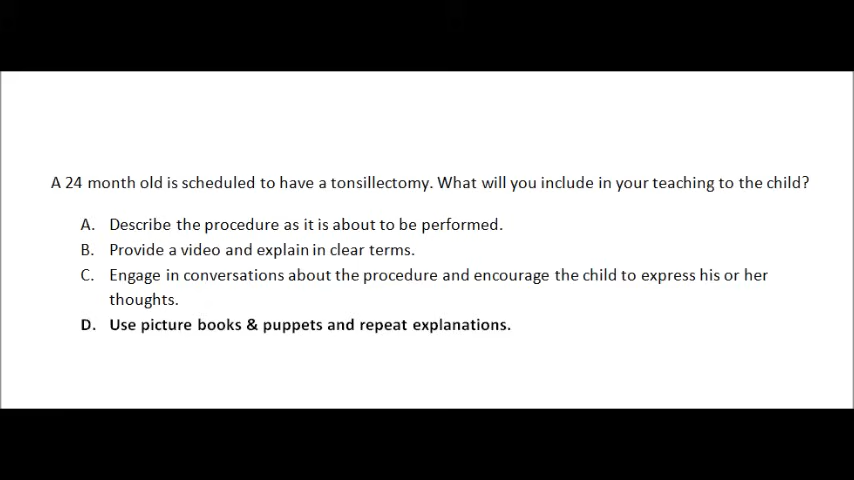 A 24 month old is scheduled to have a tonsillectomy. What will you include in your teaching to the child?
A. Describe the procedure as it is about to be performed.
B. Provide a video and explain in clear terms.
C. Engage in conversations about the procedure and encourage the child to express his or her
thoughts.
D. Use picture books & puppets and repeat explanations.